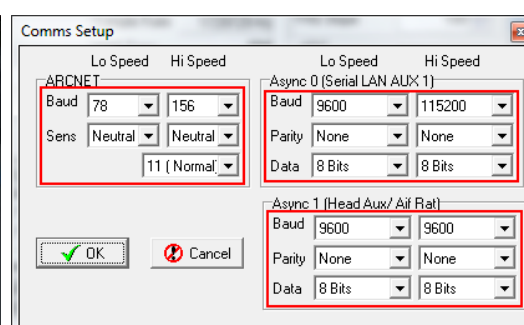 Comms Setup
Lo Speed Hi Speed
ARCNET
Baud 78 156
Sens Neutral Neutral
11 ( Normal
OK Cancel
Lo Speed Hi Speed
Async 0 (Serial LAN AUX 1)
Baud 9600 115200
Parity None None
Data 8 Bits 8 Bits
Async 1 (Head Aux/ Aif Rat)
Baud 9600 9600
Parity None None
Data 8 Bits 8 Bits